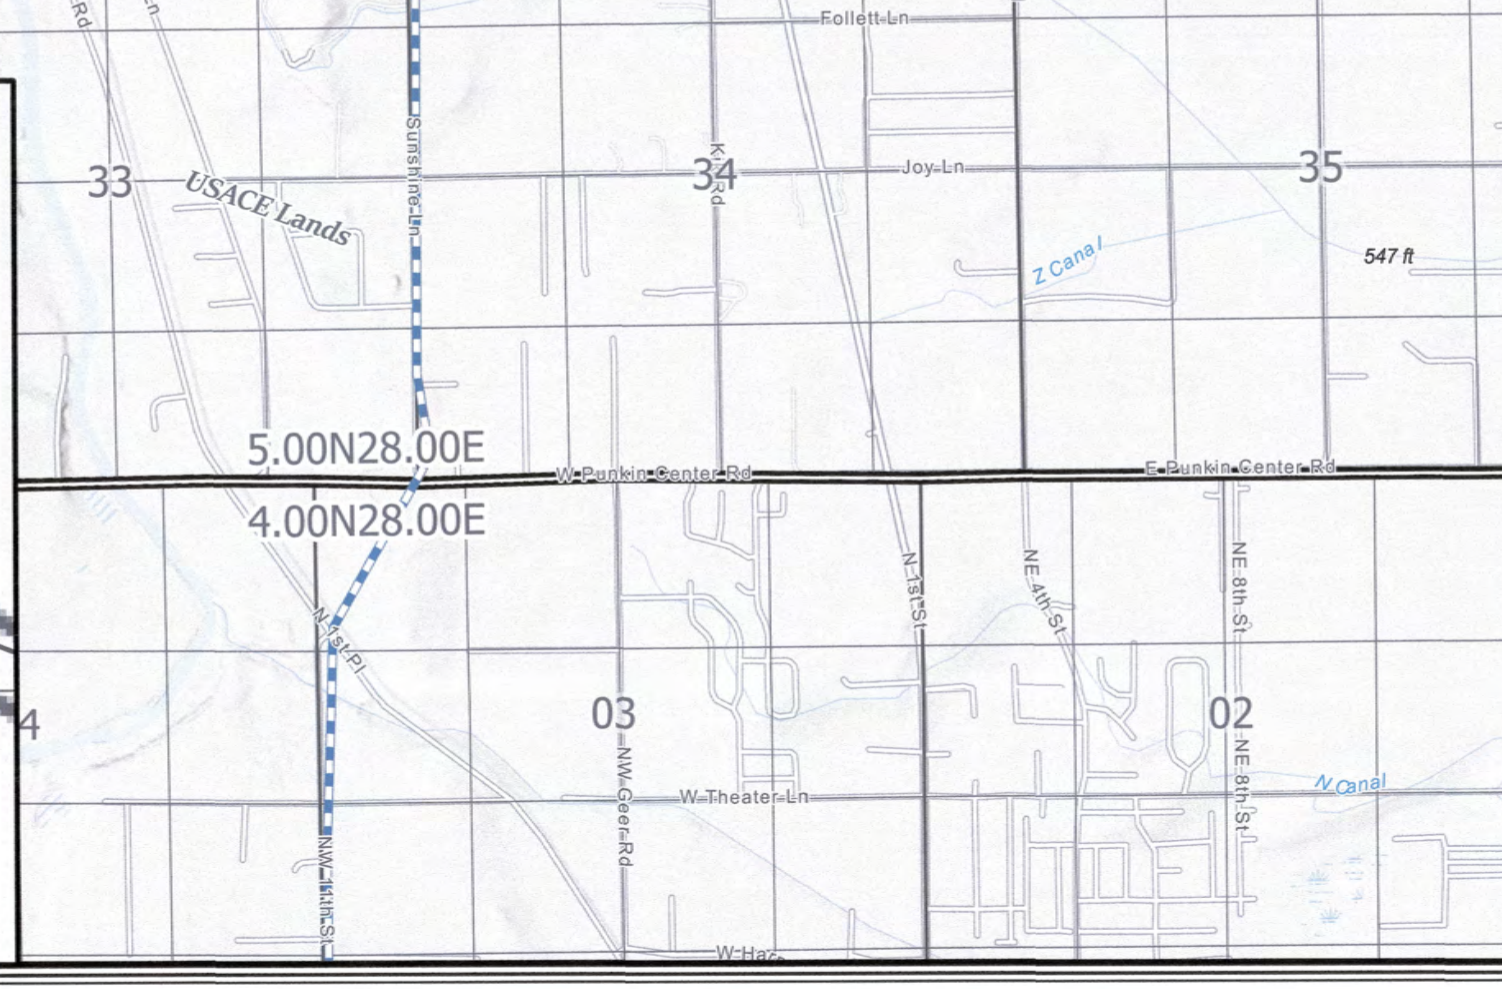 Rd
Ln
Follett Ln
Sunshine Ln
33
USACE Lands
34
Joy Ln
35
Z Canal
547 ft
5.00N28.00E
W Punkin Center Rd
E Punkin Center Rd
4.00N28.00E
N 1st Pl
N 1st St
NE 4th St
NE 8th St
4
03
02
NW Geer Rd
W Theater Ln
NE 8th St
N Canal
NW 11th St